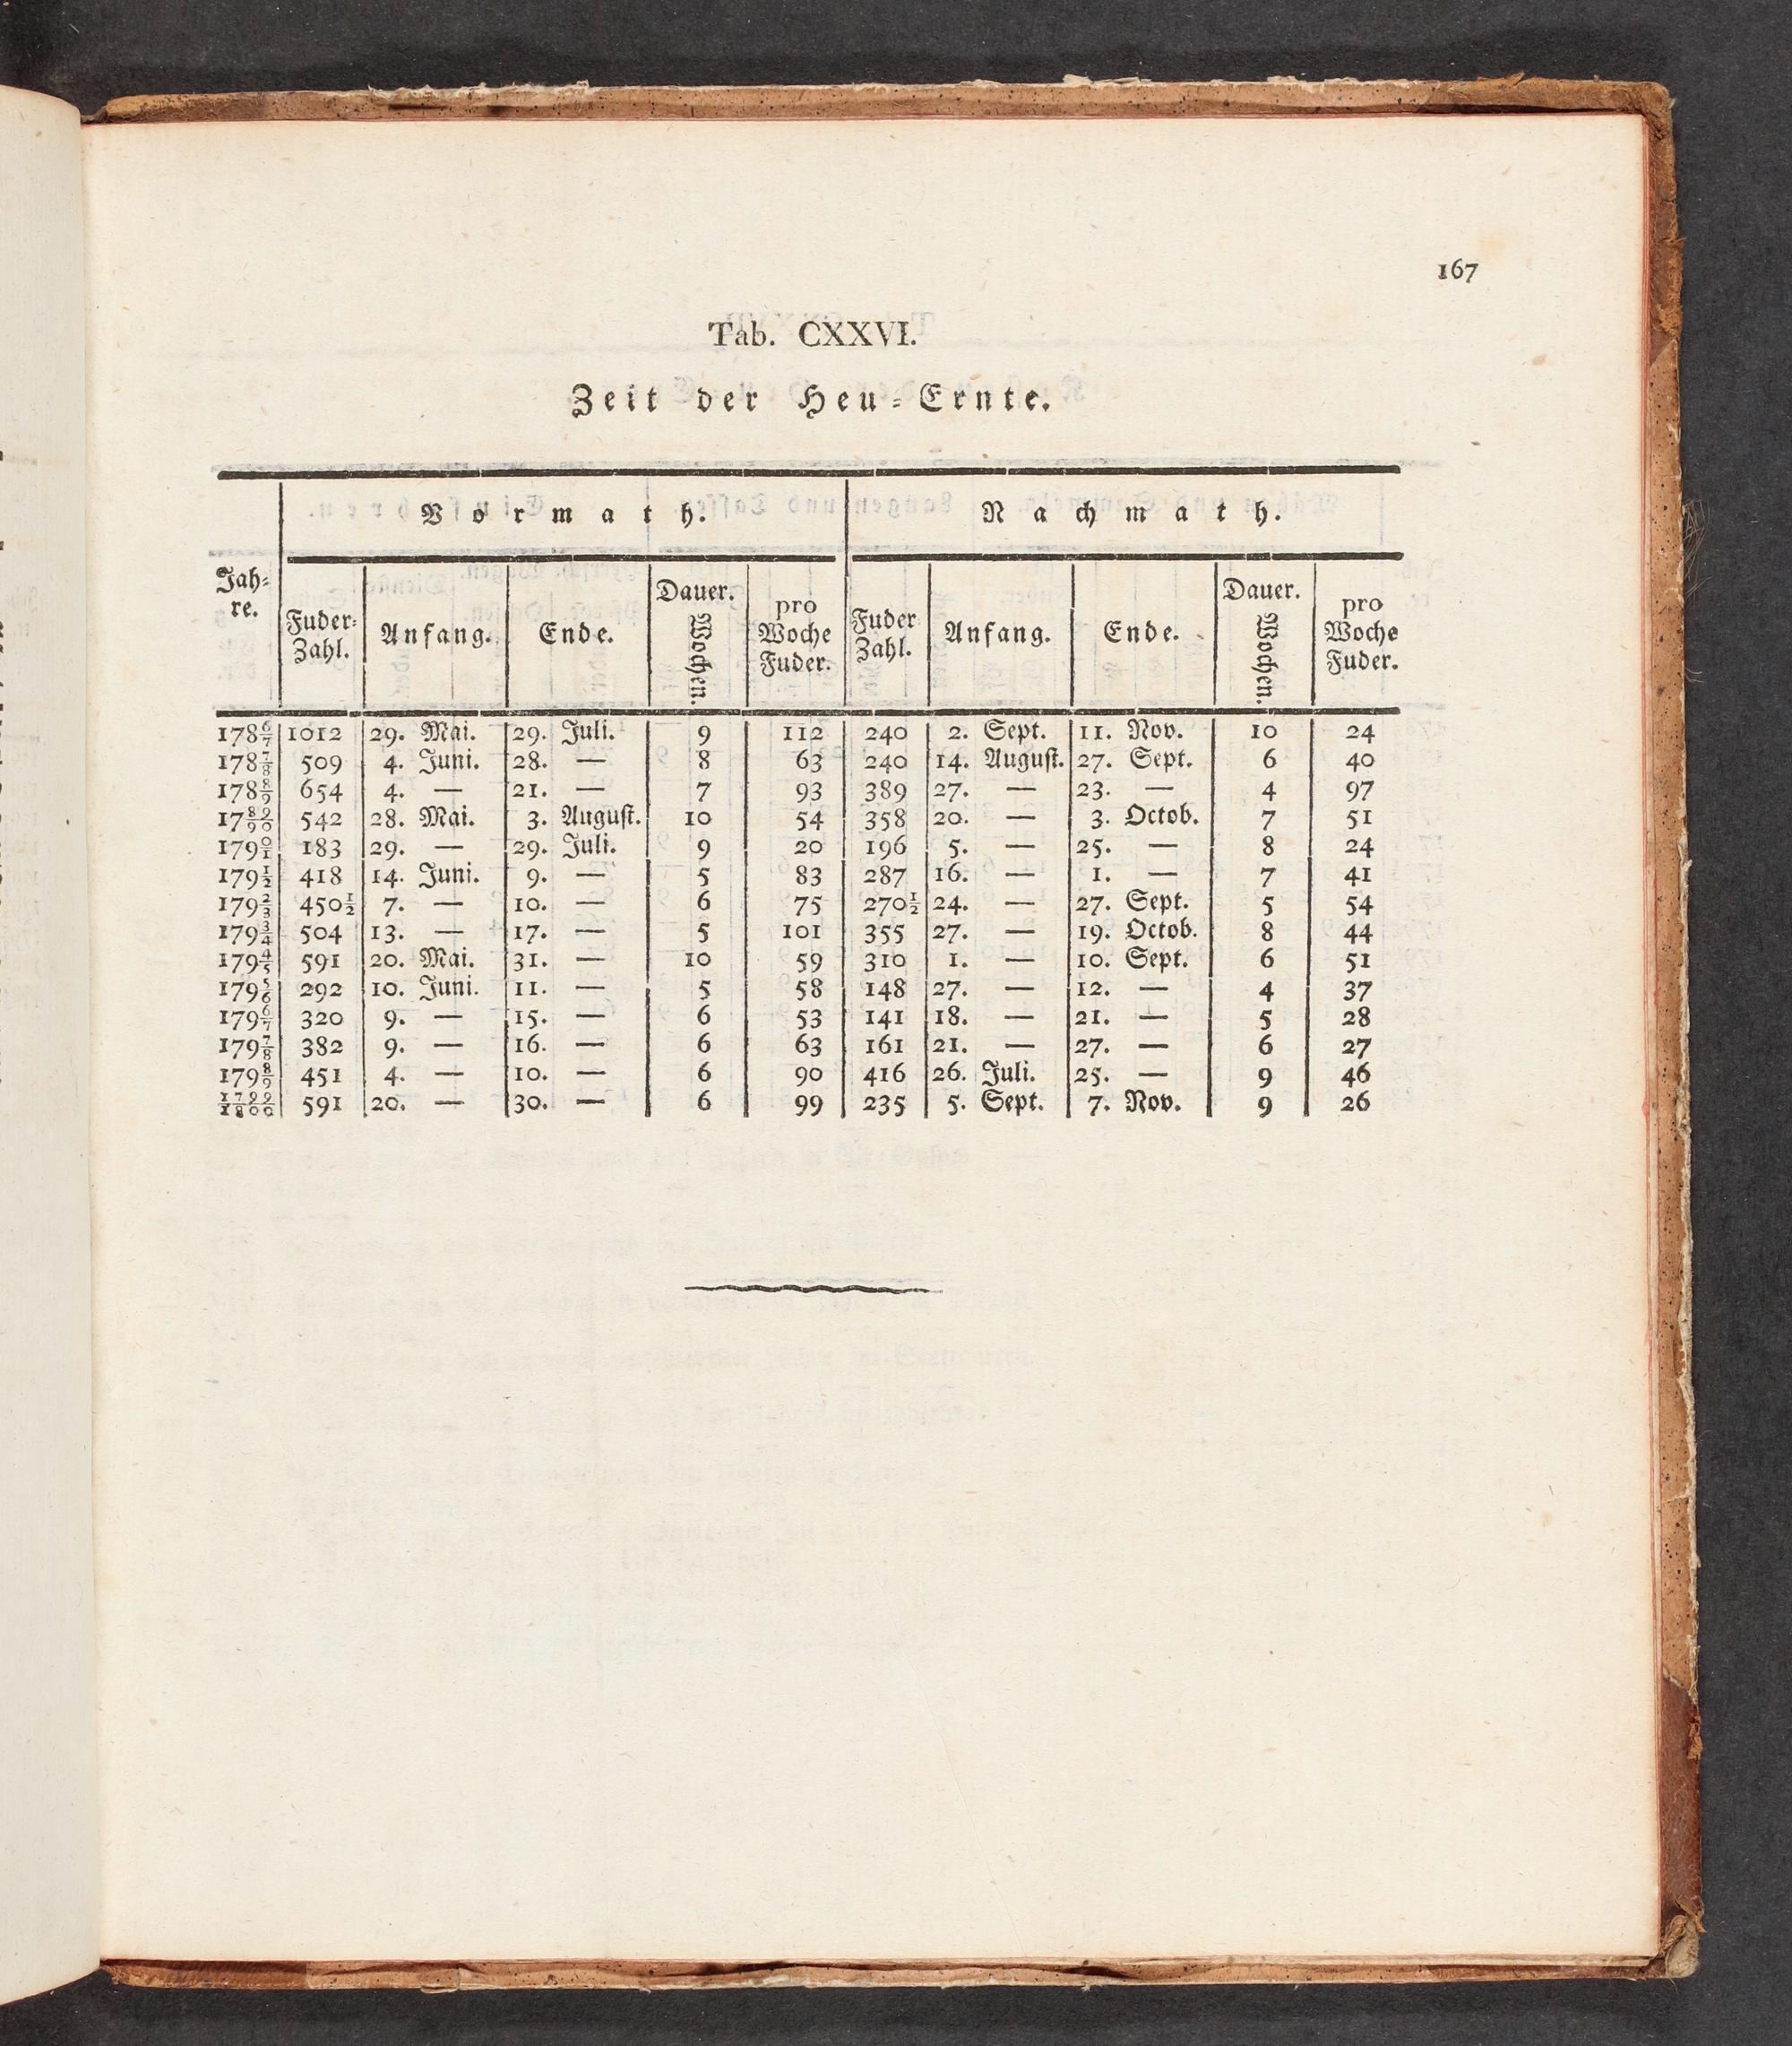 167
Tab. CXXVI.
Zeit der Heu-Ernte.
Vormath. Nachmath.
Jah-re. Fuder-Zahl. Anfang. Ende. Dauer. Wochen. pro Woche Fuder. Fuder Zahl. Anfang. Ende. Dauer. Wochen. pro Woche Fuder.
178 6/7 1012 29. Mai. 29. Juli. 9 112 240 2. Sept. 11. Nov. 10 24
178 7/8 509 4. Juni. 28. — 8 63 240 14. August. 27. Sept. 6 40
178 8/9 654 4. — 21. — 7 93 389 27. — 23. — 4 97
17 89/90 542 28. Mai. 3. August. 10 54 358 20. — 3. Octob. 7 51
179 0/1 183 29. — 29. Juli. 9 20 196 5. — 25. — 8 24
179 1/2 418 14. Juni. 9. — 5 83 287 16. — 1. — 7 41
179 2/3 450 1/2 7. — 10. — 6 75 270 1/2 24. — 27. Sept. 5 54
179 3/4 504 13. — 17. — 5 101 355 27. — 19. Octob. 8 44
179 4/5 591 20. Mai. 31. — 10 59 310 1. — 10. Sept. 6 51
179 5/6 292 10. Juni. 11. — 5 58 148 27. — 12. — 4 37
179 6/7 320 9. — 15. — 6 53 141 18. — 21. — 5 28
179 7/8 382 9. — 16. — 6 63 161 21. — 27. — 6 27
179 8/9 451 4. — 10. — 6 90 416 26. Juli. 25. — 9 46
1799/1800 591 20. — 30. — 6 99 235 5. Sept. 7. Nov. 9 26